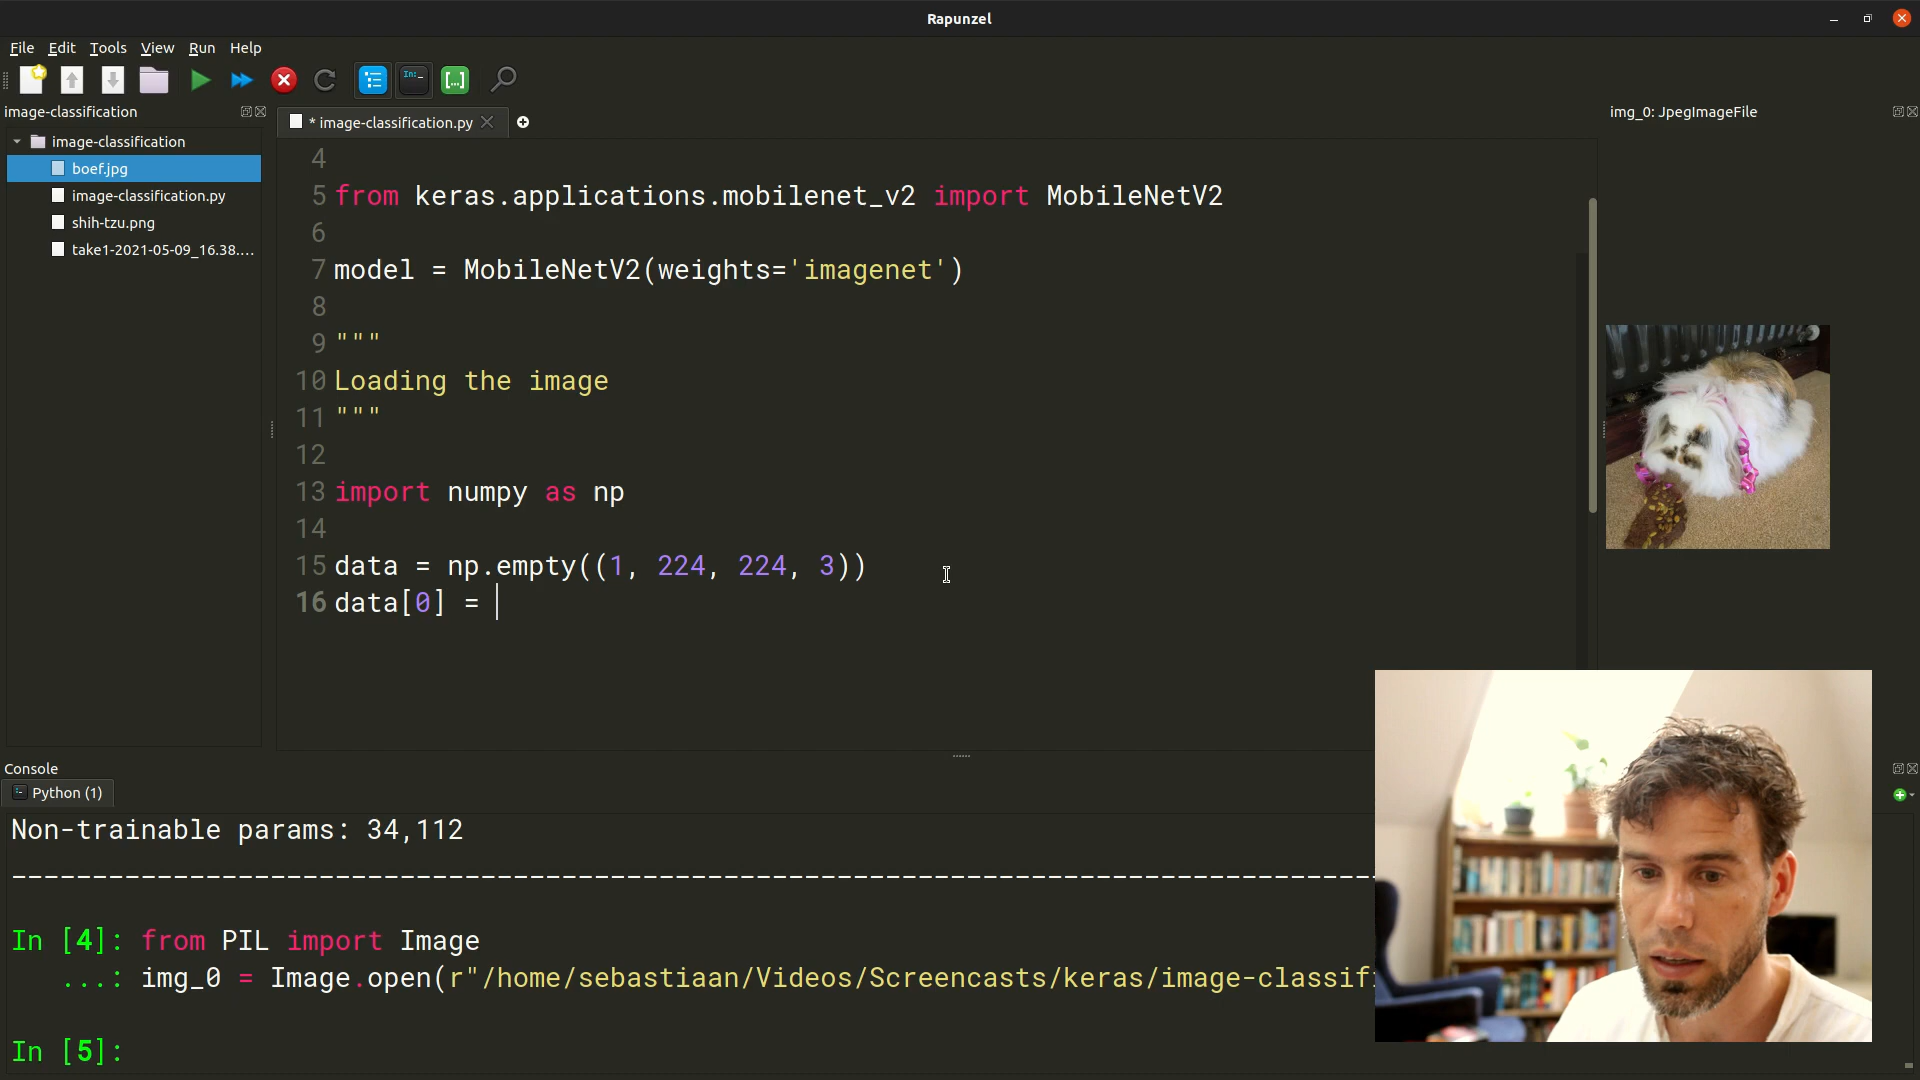 Rapunzel
File Edit Tools View Run Help
image-classification
image-classification
boef.jpg
image-classification.py
shih-tzu.png
take1-2021-05-09_16.38....
* image-classification.py
4
5 from keras.applications.mobilenet_v2 import MobileNetV2
6
7 model = MobileNetV2(weights='imagenet')
8
9 """
10 Loading the image
11 """
12
13 import numpy as np
14
15 data = np.empty((1, 224, 224, 3))
16 data[0] =
img_0: JpegImageFile
Console
Python (1)
Non-trainable params: 34,112
In [4]: from PIL import Image
...: img_0 = Image.open(r"/home/sebastiaan/Videos/Screencasts/keras/image-classif
In [5]: